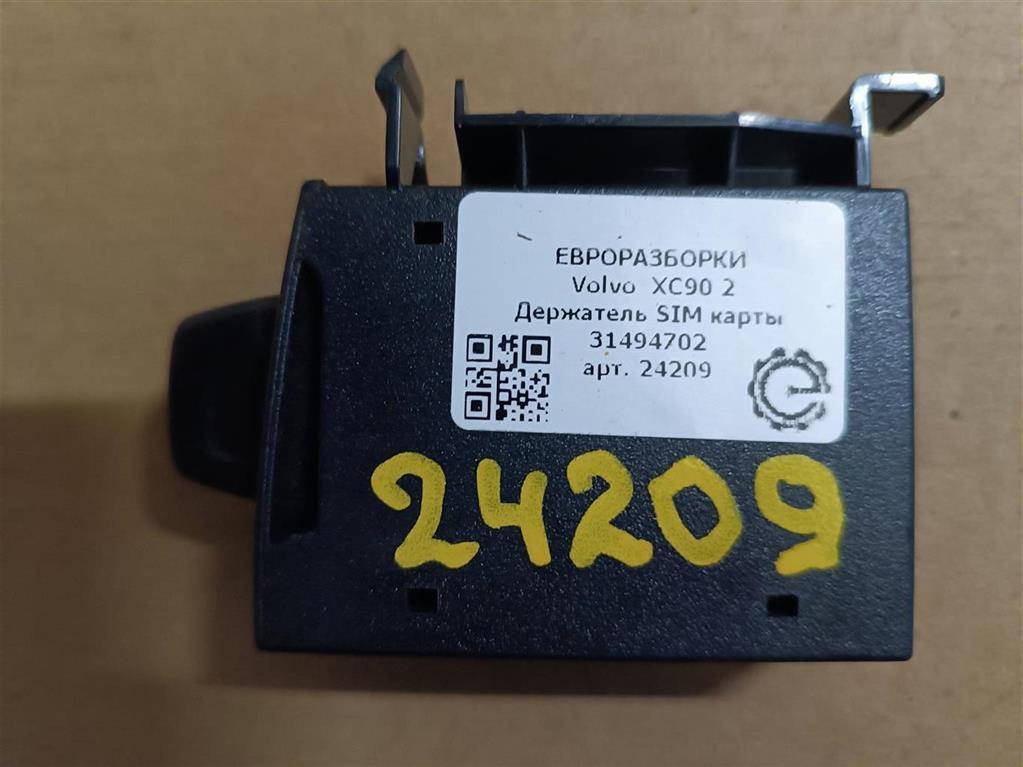 ЕВРОРАЗБОРКИ
Volvo XC90 2
Держатель SIM карты
31494702
арт. 24209
24209